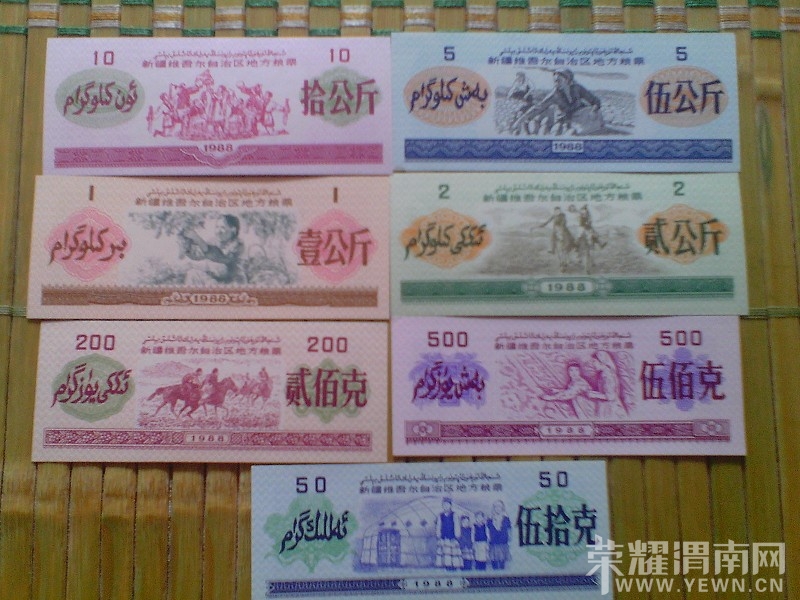 10 10
新疆维吾尔自治区地方粮票
ئون كىلوگرام 拾公斤
1988
5 5
新疆维吾尔自治区地方粮票
بەش كىلوگرام 伍公斤
1988
1 1
新疆维吾尔自治区地方粮票
بىر كىلوگرام 壹公斤
1988
2 2
新疆维吾尔自治区地方粮票
ئىككى كىلوگرام 贰公斤
1988
200 200
新疆维吾尔自治区地方粮票
ئىككى يۈز گرام 贰佰克
1988
500 500
新疆维吾尔自治区地方粮票
بەش يۈز گرام 伍佰克
1988
50 50
新疆维吾尔自治区地方粮票
ئەللىك گرام 伍拾克
1988
荣耀渭南网
WWW.YEWN.CN